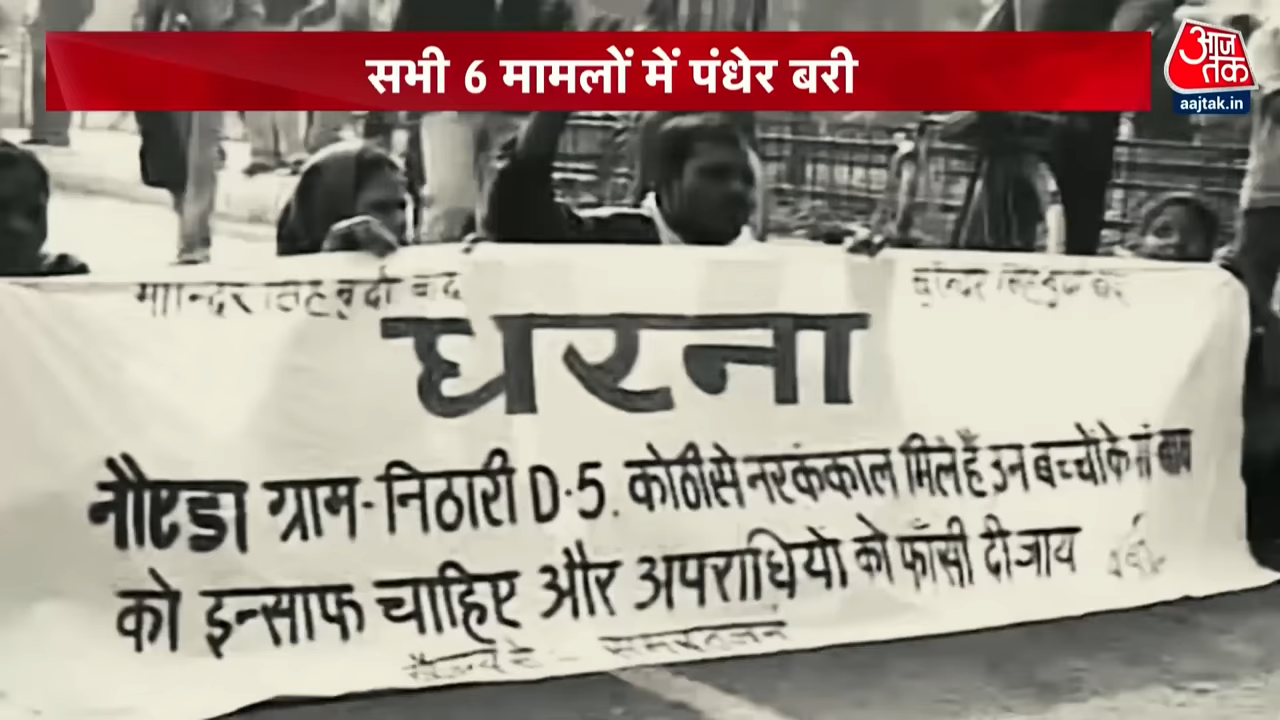 सभी 6 मामलों में पंधेर बरी
आज
तक
aajtak.in
धरना
नौएडा ग्राम-निठारी D-5. कोठी से नरकंकाल मिले हैं उन बच्चों के
को इन्साफ चाहिए और अपराधियों को फाँसी दी जाय